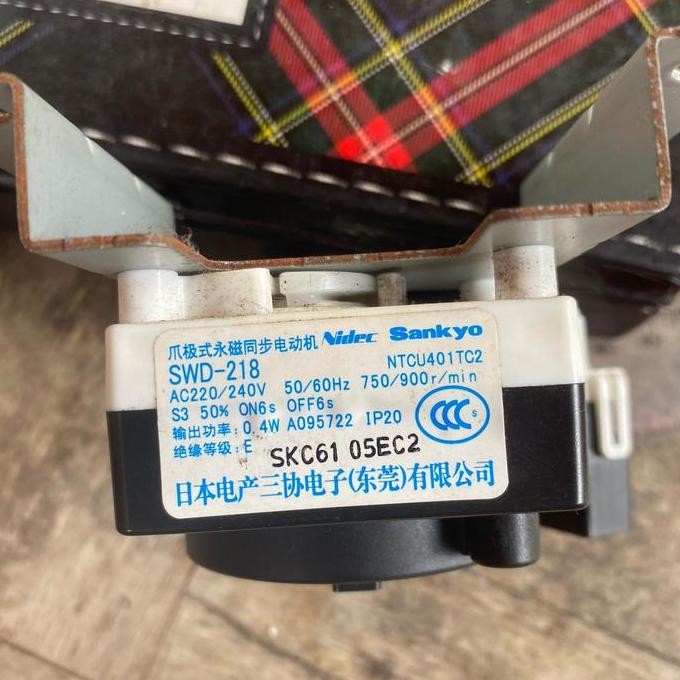 爪极式永磁同步电动机 Nidec Sankyo
SWD-218 NTCU401TC2
AC220/240V 50/60Hz 750/900r/min
S3 50% ON6s OFF6s
输出功率: 0.4W A095722 IP20
绝缘等级: E SKC61 05EC2
CCC S
日本电产三协电子(东莞)有限公司